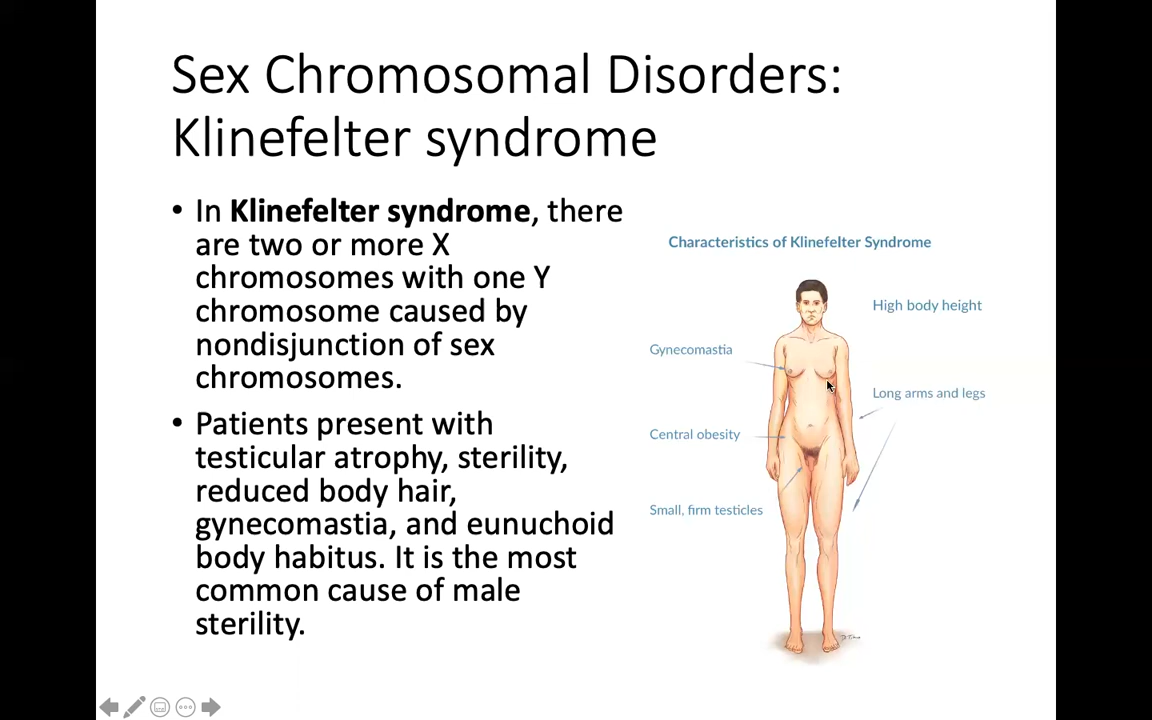 Sex Chromosomal Disorders:
Klinefelter syndrome
• In Klinefelter syndrome, there
are two or more X
chromosomes with one Y
chromosome caused by
nondisjunction of sex
chromosomes.
• Patients present with
testicular atrophy, sterility,
reduced body hair,
gynecomastia, and eunuchoid
body habitus. It is the most
common cause of male
sterility.
Characteristics of Klinefelter Syndrome
High body height
Gynecomastia
Long arms and legs
Central obesity
Small, firm testicles